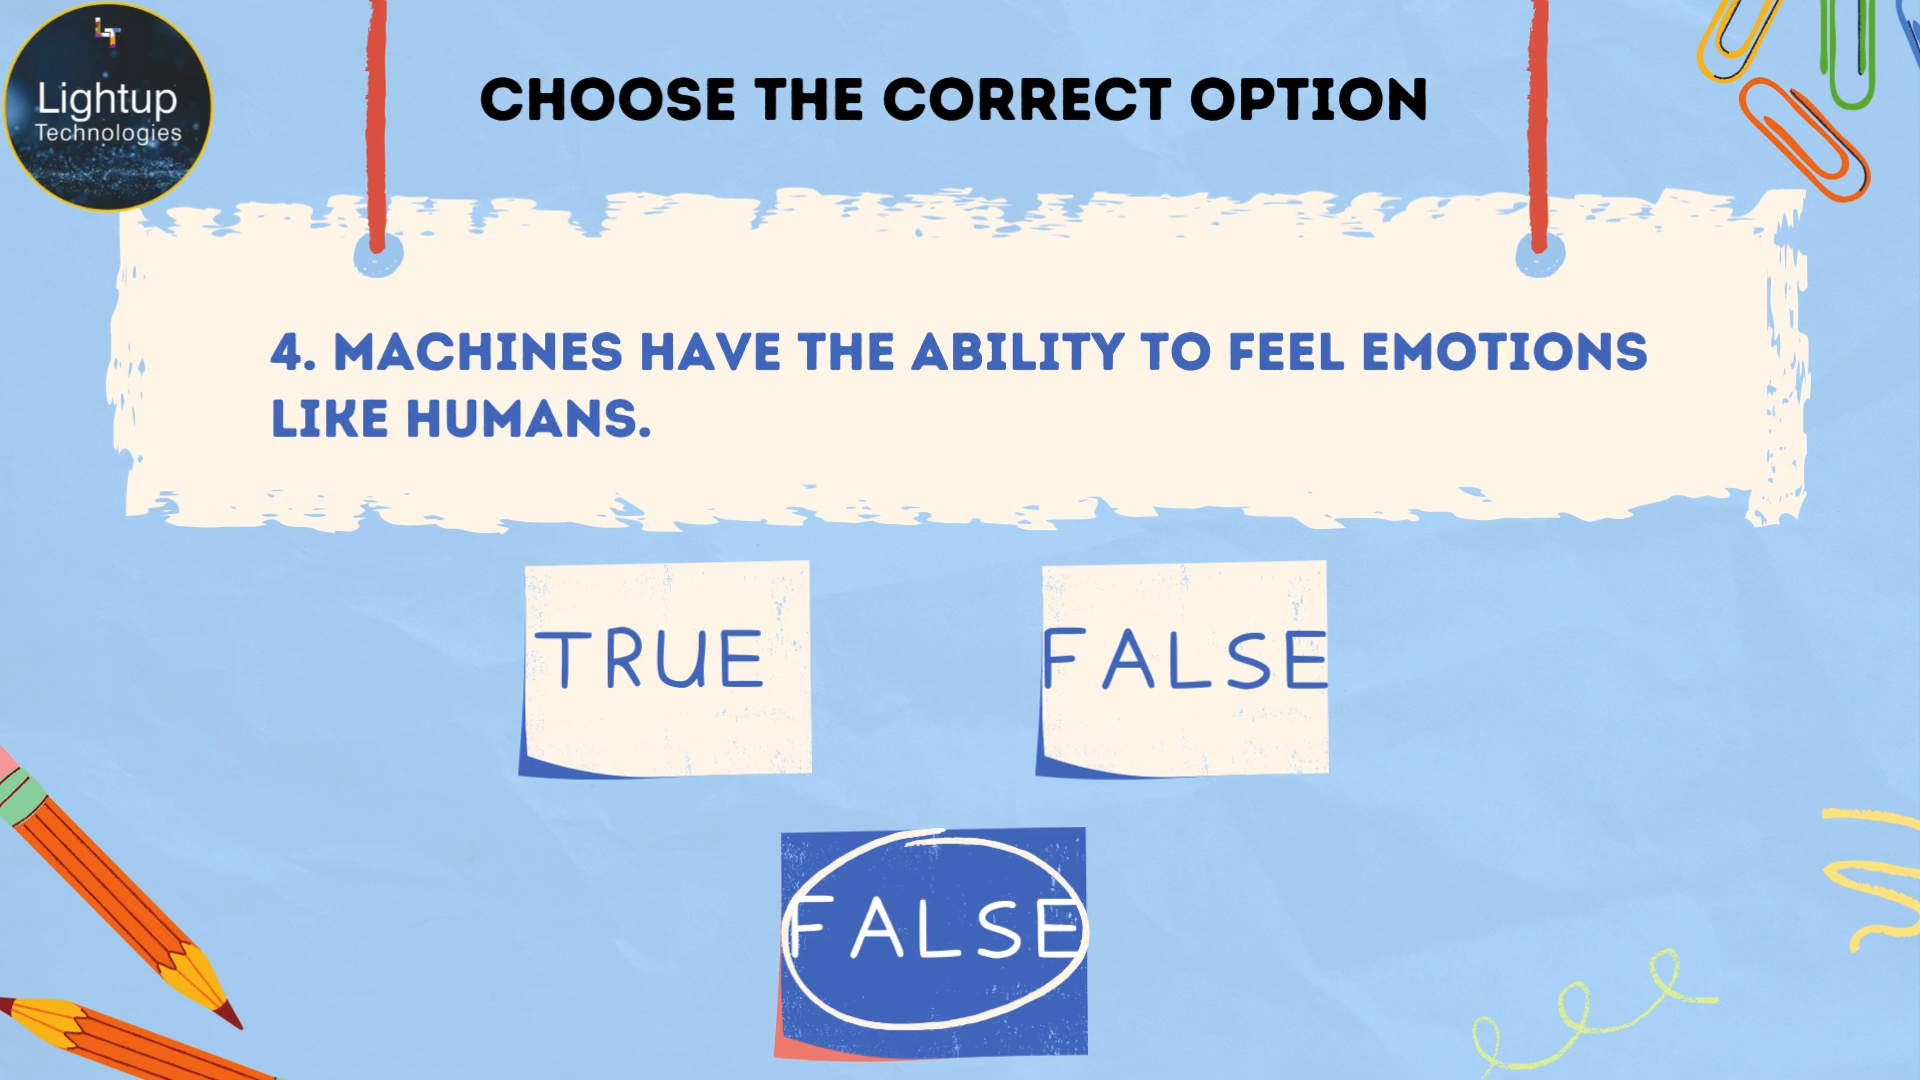 Lightup
Technologies
CHOOSE THE CORRECT OPTION
4. MACHINES HAVE THE ABILITY TO FEEL EMOTIONS
LIKE HUMANS.
TRUE
FALSE
FALSE